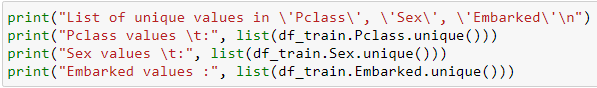 print("List of unique values in \'Pclass\', \'Sex\', \'Embarked\'\n")
print("Pclass values \t:", list(df_train.Pclass.unique()))
print("Sex values \t:", list(df_train.Sex.unique()))
print("Embarked values :", list(df_train.Embarked.unique()))